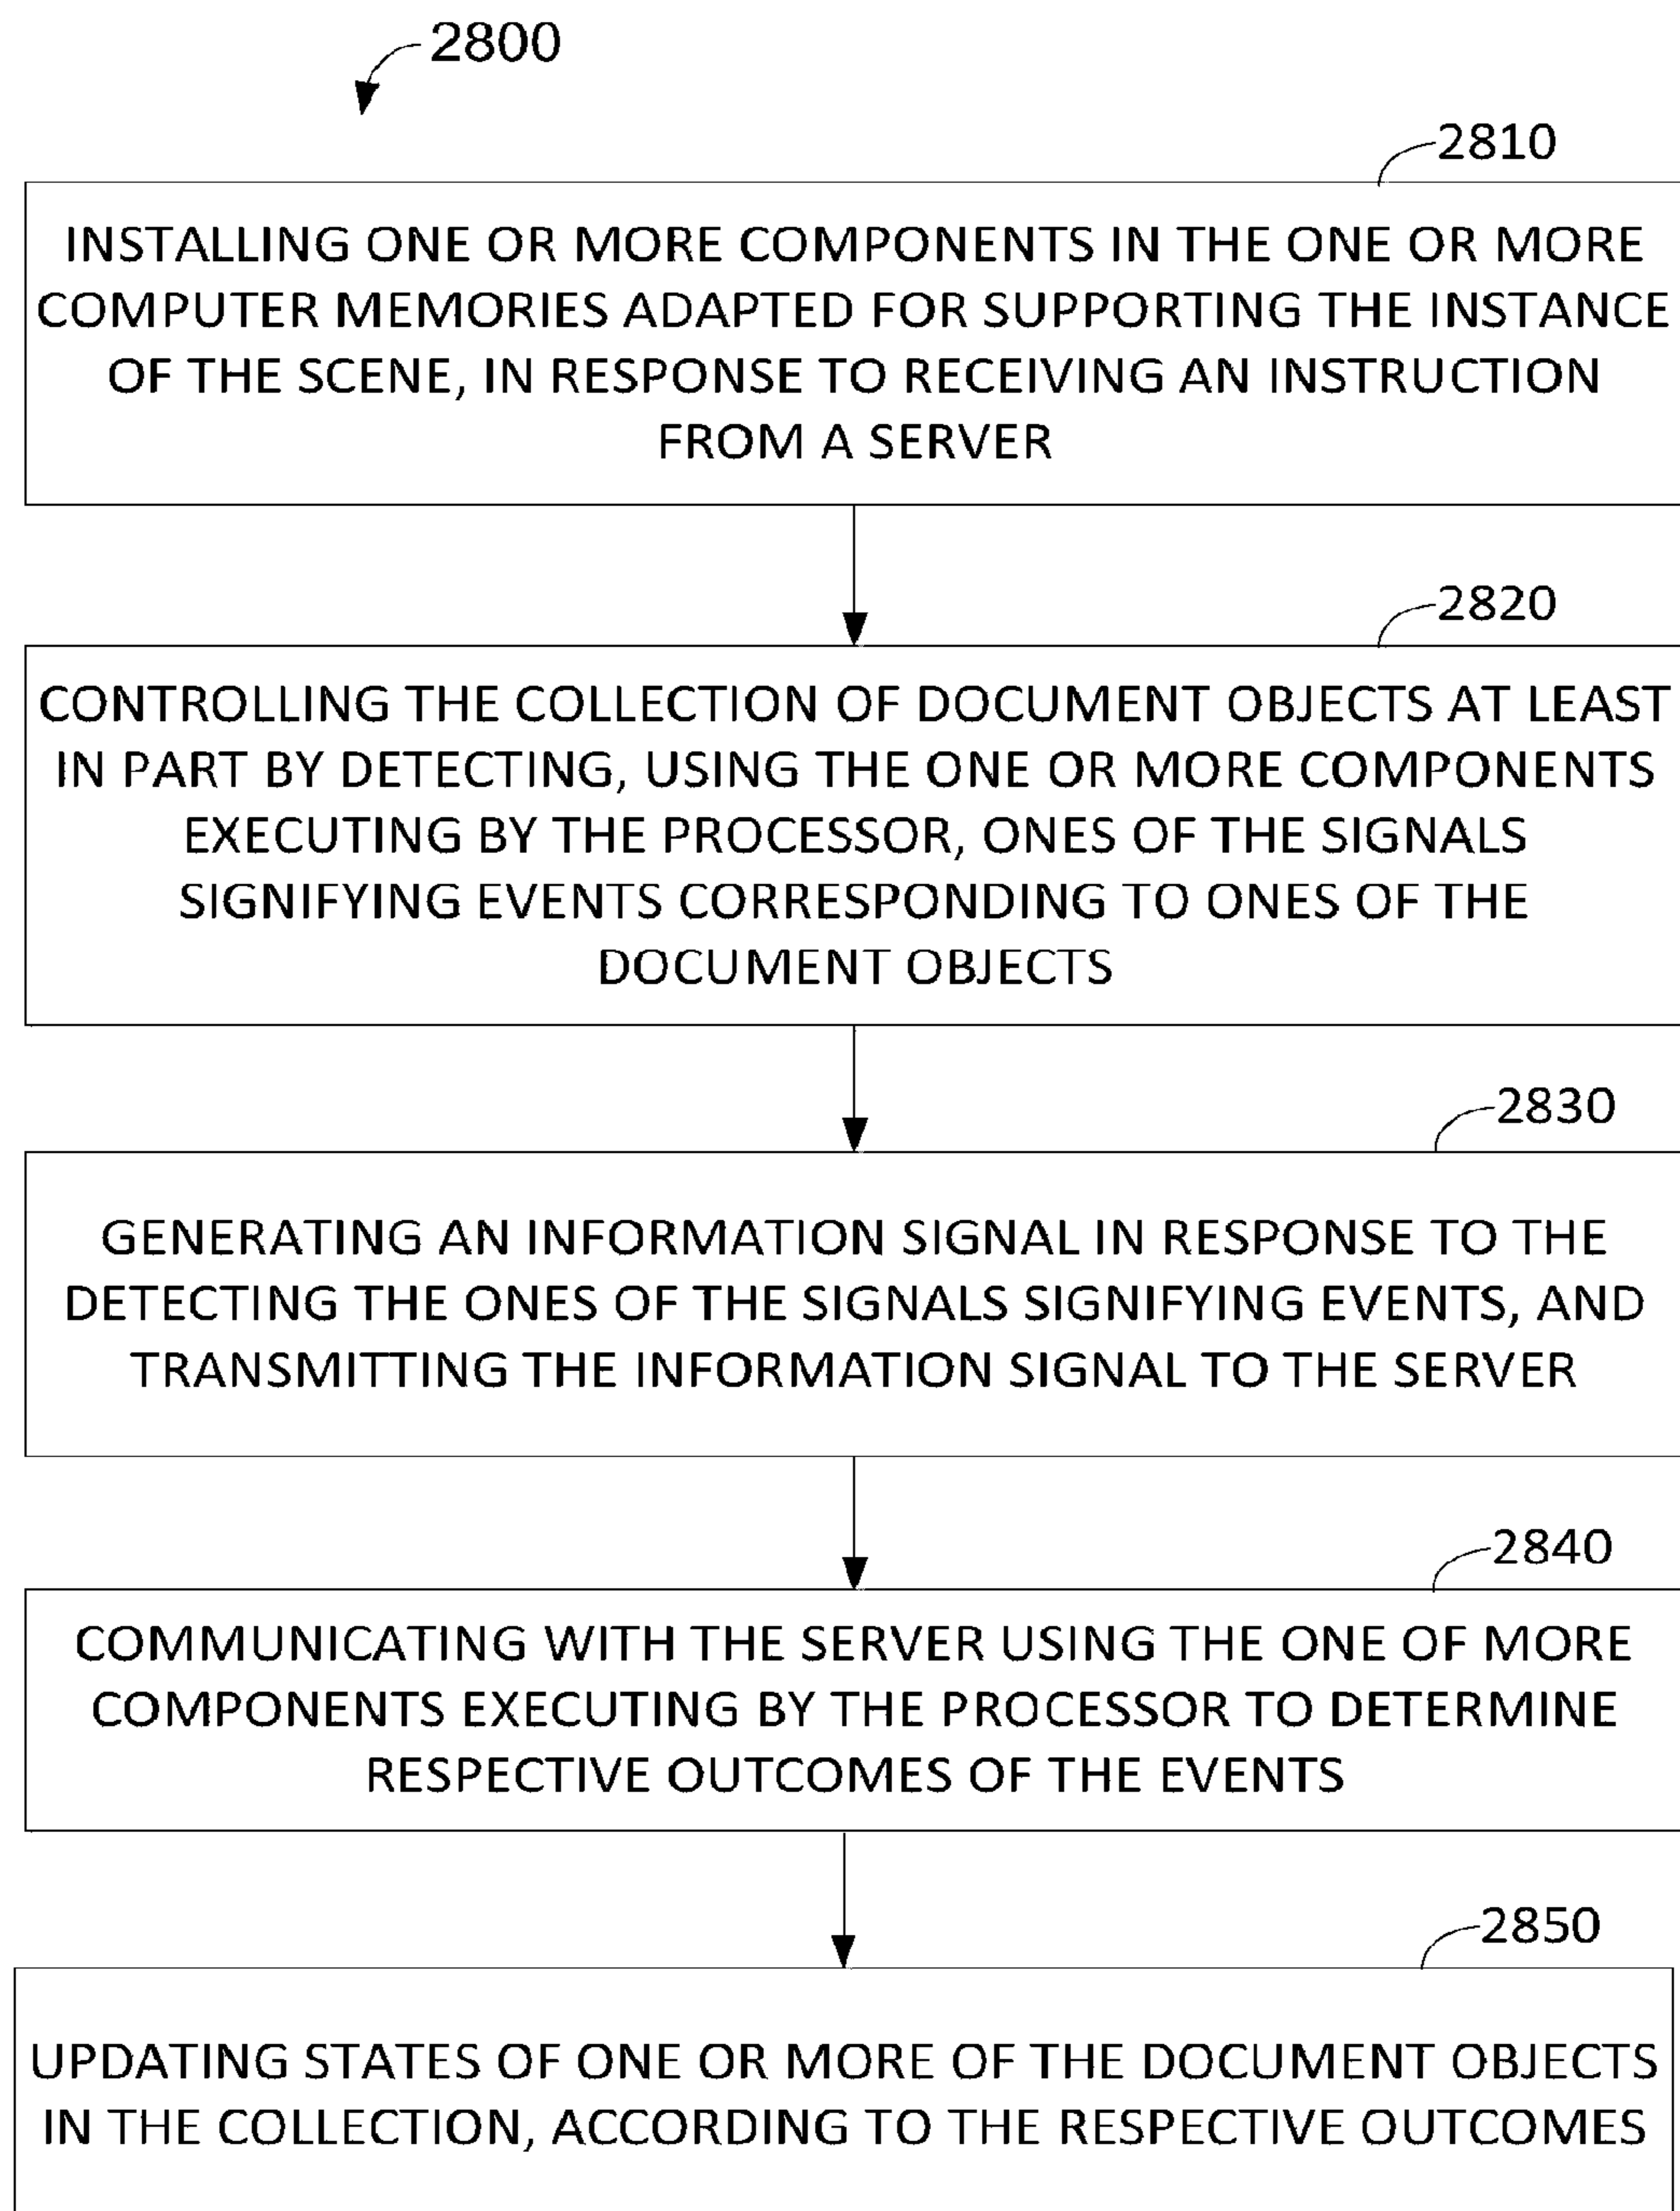 2800
2810
INSTALLING ONE OR MORE COMPONENTS IN THE ONE OR MORE
COMPUTER MEMORIES ADAPTED FOR SUPPORTING THE INSTANCE
OF THE SCENE, IN RESPONSE TO RECEIVING AN INSTRUCTION
FROM A SERVER
2820
CONTROLLING THE COLLECTION OF DOCUMENT OBJECTS AT LEAST
IN PART BY DETECTING, USING THE ONE OR MORE COMPONENTS
EXECUTING BY THE PROCESSOR, ONES OF THE SIGNALS
SIGNIFYING EVENTS CORRESPONDING TO ONES OF THE
DOCUMENT OBJECTS
2830
GENERATING AN INFORMATION SIGNAL IN RESPONSE TO THE
DETECTING THE ONES OF THE SIGNALS SIGNIFYING EVENTS, AND
TRANSMITTING THE INFORMATION SIGNAL TO THE SERVER
2840
COMMUNICATING WITH THE SERVER USING THE ONE OF MORE
COMPONENTS EXECUTING BY THE PROCESSOR TO DETERMINE
RESPECTIVE OUTCOMES OF THE EVENTS
2850
UPDATING STATES OF ONE OR MORE OF THE DOCUMENT OBJECTS
IN THE COLLECTION, ACCORDING TO THE RESPECTIVE OUTCOMES